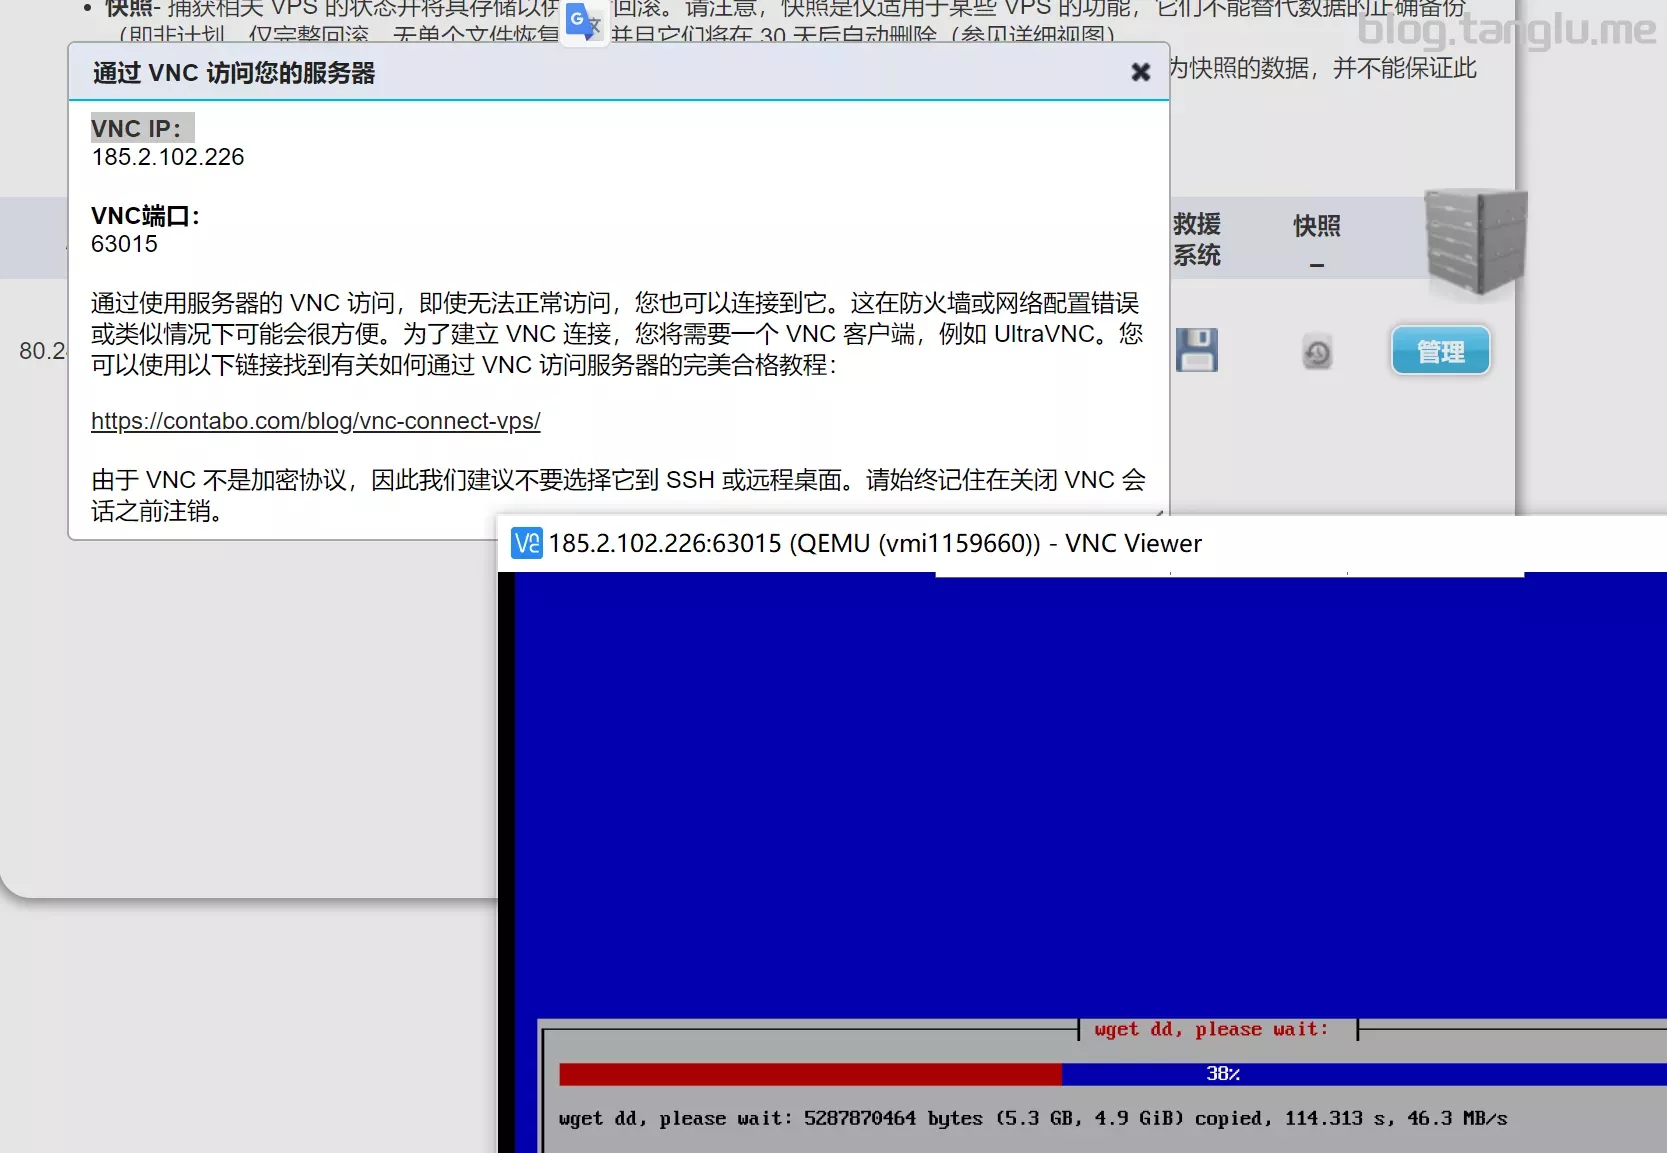 快照- 捕获相关 VPS 的状态并将其存储以供 回滚。请注意，快照是仅适用于某些 VPS 的功能，它们不能替代数据的正确备份
（即非计划、仅完整回滚、无单个文件恢复 并且它们将在 30 天后自动删除（参见详细视图）
blog.tanglu.me
为快照的数据，并不能保证此
通过 VNC 访问您的服务器
VNC IP：
185.2.102.226
VNC端口：
63015
救援
系统
快照
–
通过使用服务器的 VNC 访问，即使无法正常访问，您也可以连接到它。这在防火墙或网络配置错误
或类似情况下可能会很方便。为了建立 VNC 连接，您将需要一个 VNC 客户端，例如 UltraVNC。您
可以使用以下链接找到有关如何通过 VNC 访问服务器的完美合格教程：
80.2
管理
https://contabo.com/blog/vnc-connect-vps/
由于 VNC 不是加密协议，因此我们建议不要选择它到 SSH 或远程桌面。请始终记住在关闭 VNC 会
话之前注销。
185.2.102.226:63015 (QEMU (vmi1159660)) - VNC Viewer
wget dd, please wait:
38%
wget dd, please wait: 5287870464 bytes (5.3 GB, 4.9 GiB) copied, 114.313 s, 46.3 MB/s